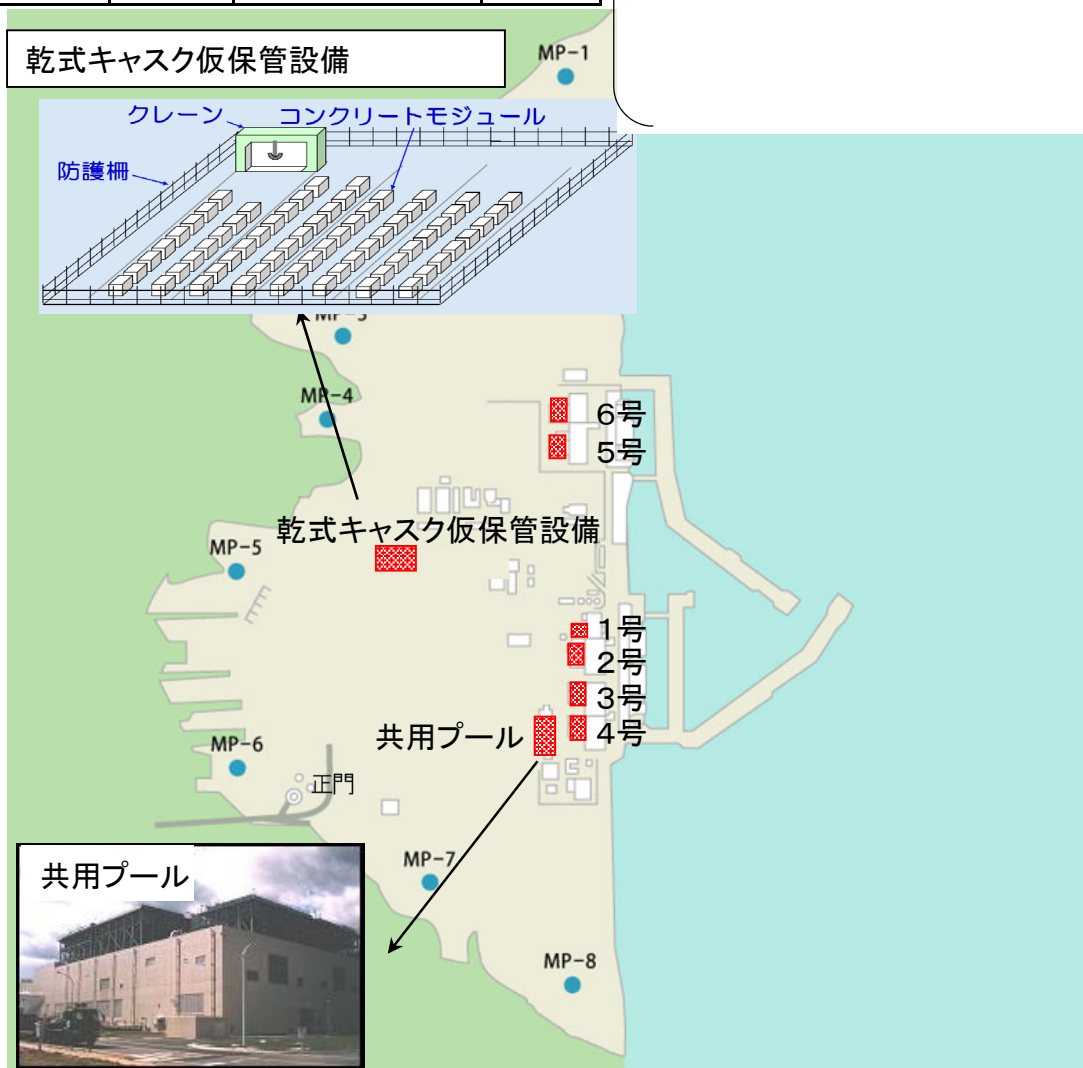 乾式キャスク仮保管設備
MP-1
クレーン
コンクリートモジュール
防護柵
MP-3
MP-4
6号
5号
乾式キャスク仮保管設備
MP-5
1号
2号
3号
共用プール
4号
MP-6
正門
MP-7
共用プール
MP-8